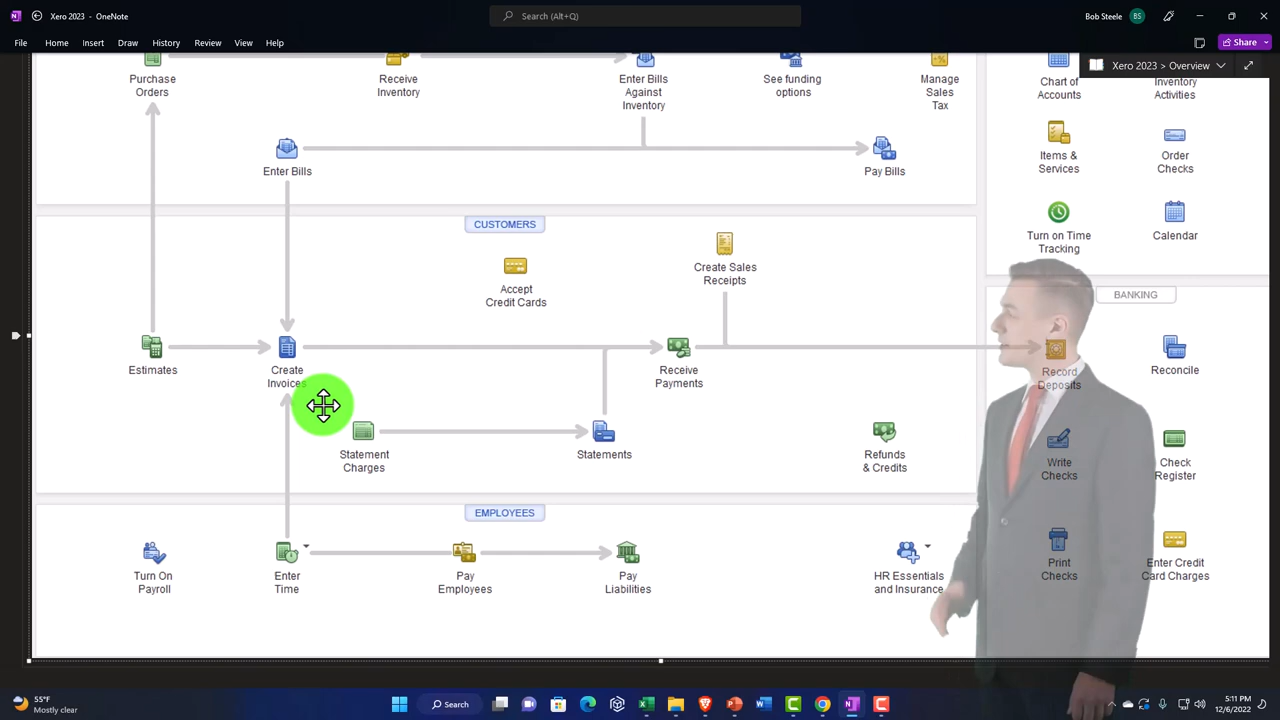 Xero 2023 - OneNote
Search (Alt+Q)
Bob Steele
BS
File
Home
Insert
Draw
History
Review
View
Help
Share
Xero 2023 > Overview
Purchase
Orders
Receive
Inventory
Enter Bills
Against
Inventory
See funding
options
Manage
Sales
Tax
Chart of
Accounts
Inventory
Activities
Enter Bills
Pay Bills
Items &
Services
Order
Checks
Turn on Time
Tracking
Calendar
CUSTOMERS
Accept
Credit Cards
Create Sales
Receipts
BANKING
Estimates
Create
Invoices
Receive
Payments
Record
Deposits
Reconcile
Statement
Charges
Statements
Refunds
& Credits
Write
Checks
Check
Register
EMPLOYEES
Turn On
Payroll
Enter
Time
Pay
Employees
Pay
Liabilities
HR Essentials
and Insurance
Print
Checks
Enter Credit
Card Charges
55°F
Mostly clear
Search
5:11 PM
12/6/2022